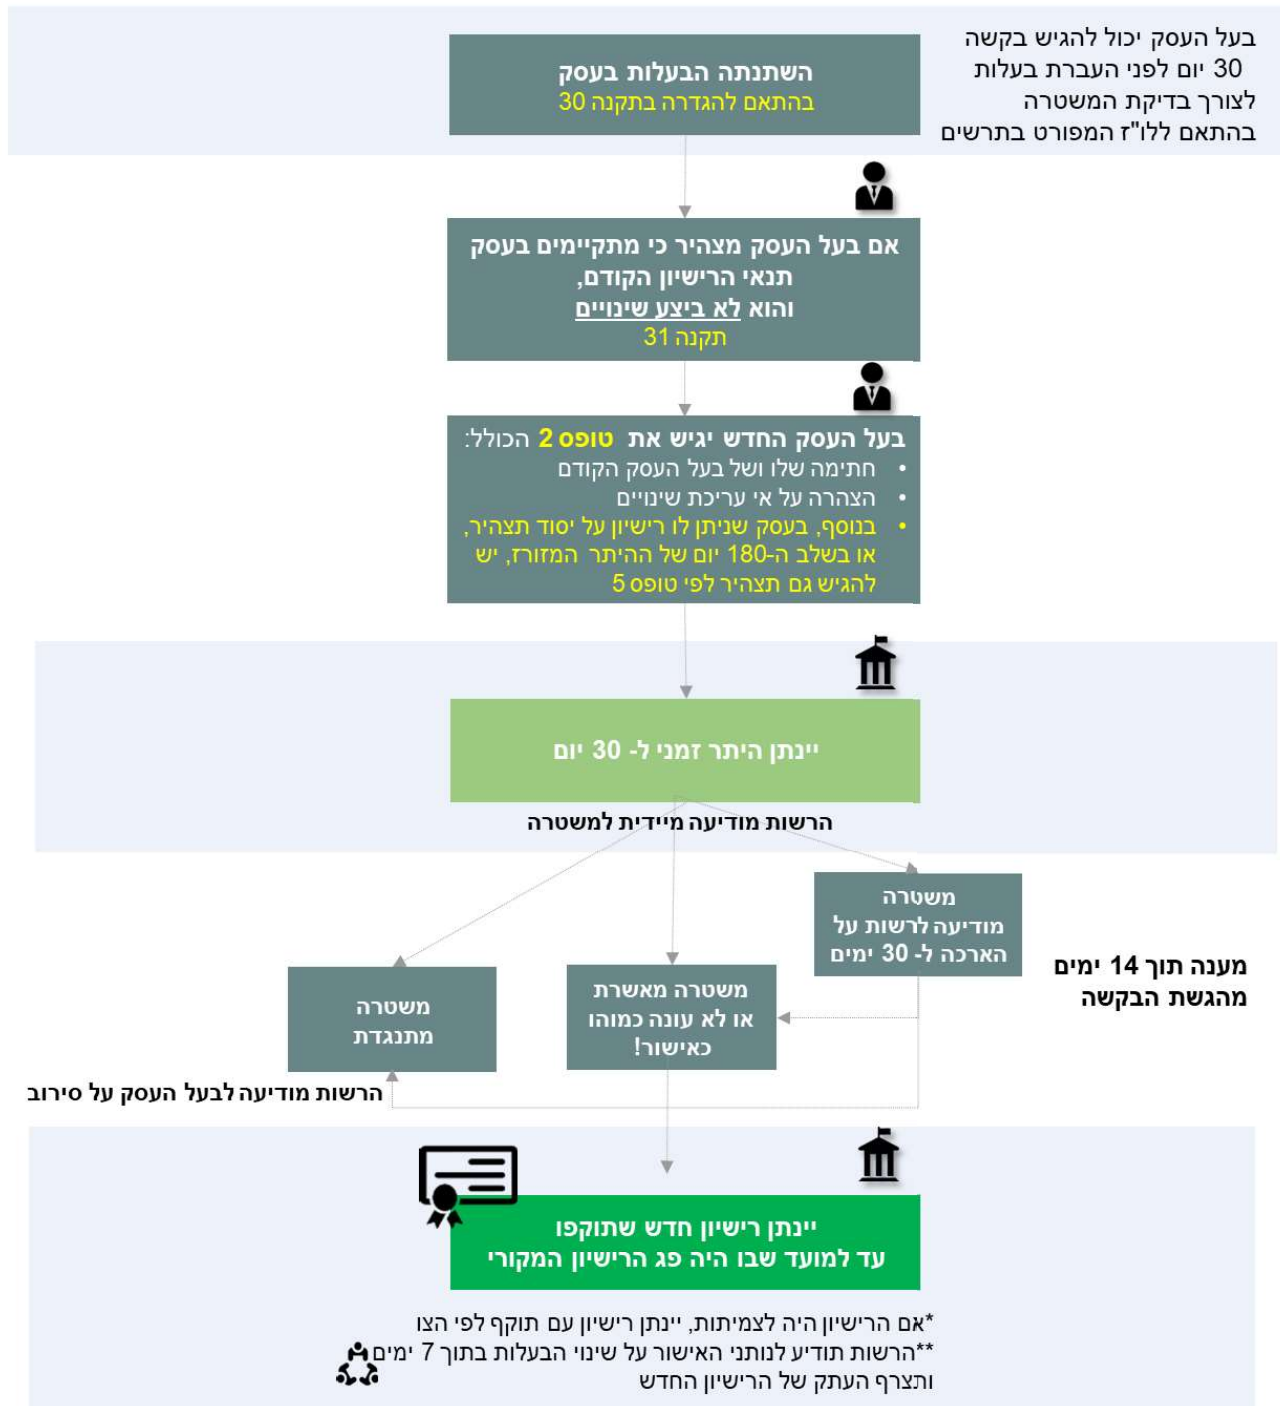 בעל העסק יכול להגיש בקשה
30 יום לפני העברת בעלות
לצורך בדיקת המשטרה
בהתאם ללו"ז המפורט בתרשים
השתנתה הבעלות בעסק
בהתאם להגדרה בתקנה 30
אם בעל העסק מצהיר כי מתקיימים בעסק
תנאי הרישיון הקודם,
והוא לא ביצע שינויים
תקנה 31
בעל העסק החדש יגיש את טופס 2 הכולל:
• חתימה שלו ושל בעל העסק הקודם
• הצהרה על אי עריכת שינויים
• בנוסף, בעסק שניתן לו רישיון על יסוד תצהיר,
או בשלב ה-180 יום של ההיתר המזורז, יש
להגיש גם תצהיר לפי טופס 5
יינתן היתר זמני ל- 30 יום
הרשות מודיעה מיידית למשטרה
משטרה
מודיעה לרשות על
הארכה ל- 30 ימים
מענה תוך 14 ימים
מהגשת הבקשה
משטרה מאשרת
או לא עונה כמוהו
כאישור!
משטרה
מתנגדת
הרשות מודיעה לבעל העסק על סירוב
יינתן רישיון חדש שתוקפו
עד למועד שבו היה פג הרישיון המקורי
*אם הרישיון היה לצמיתות, יינתן רישיון עם תוקף לפי הצו
**הרשות תודיע לנותני האישור על שינוי הבעלות בתוך 7 ימים
ותצרף העתק של הרישיון החדש